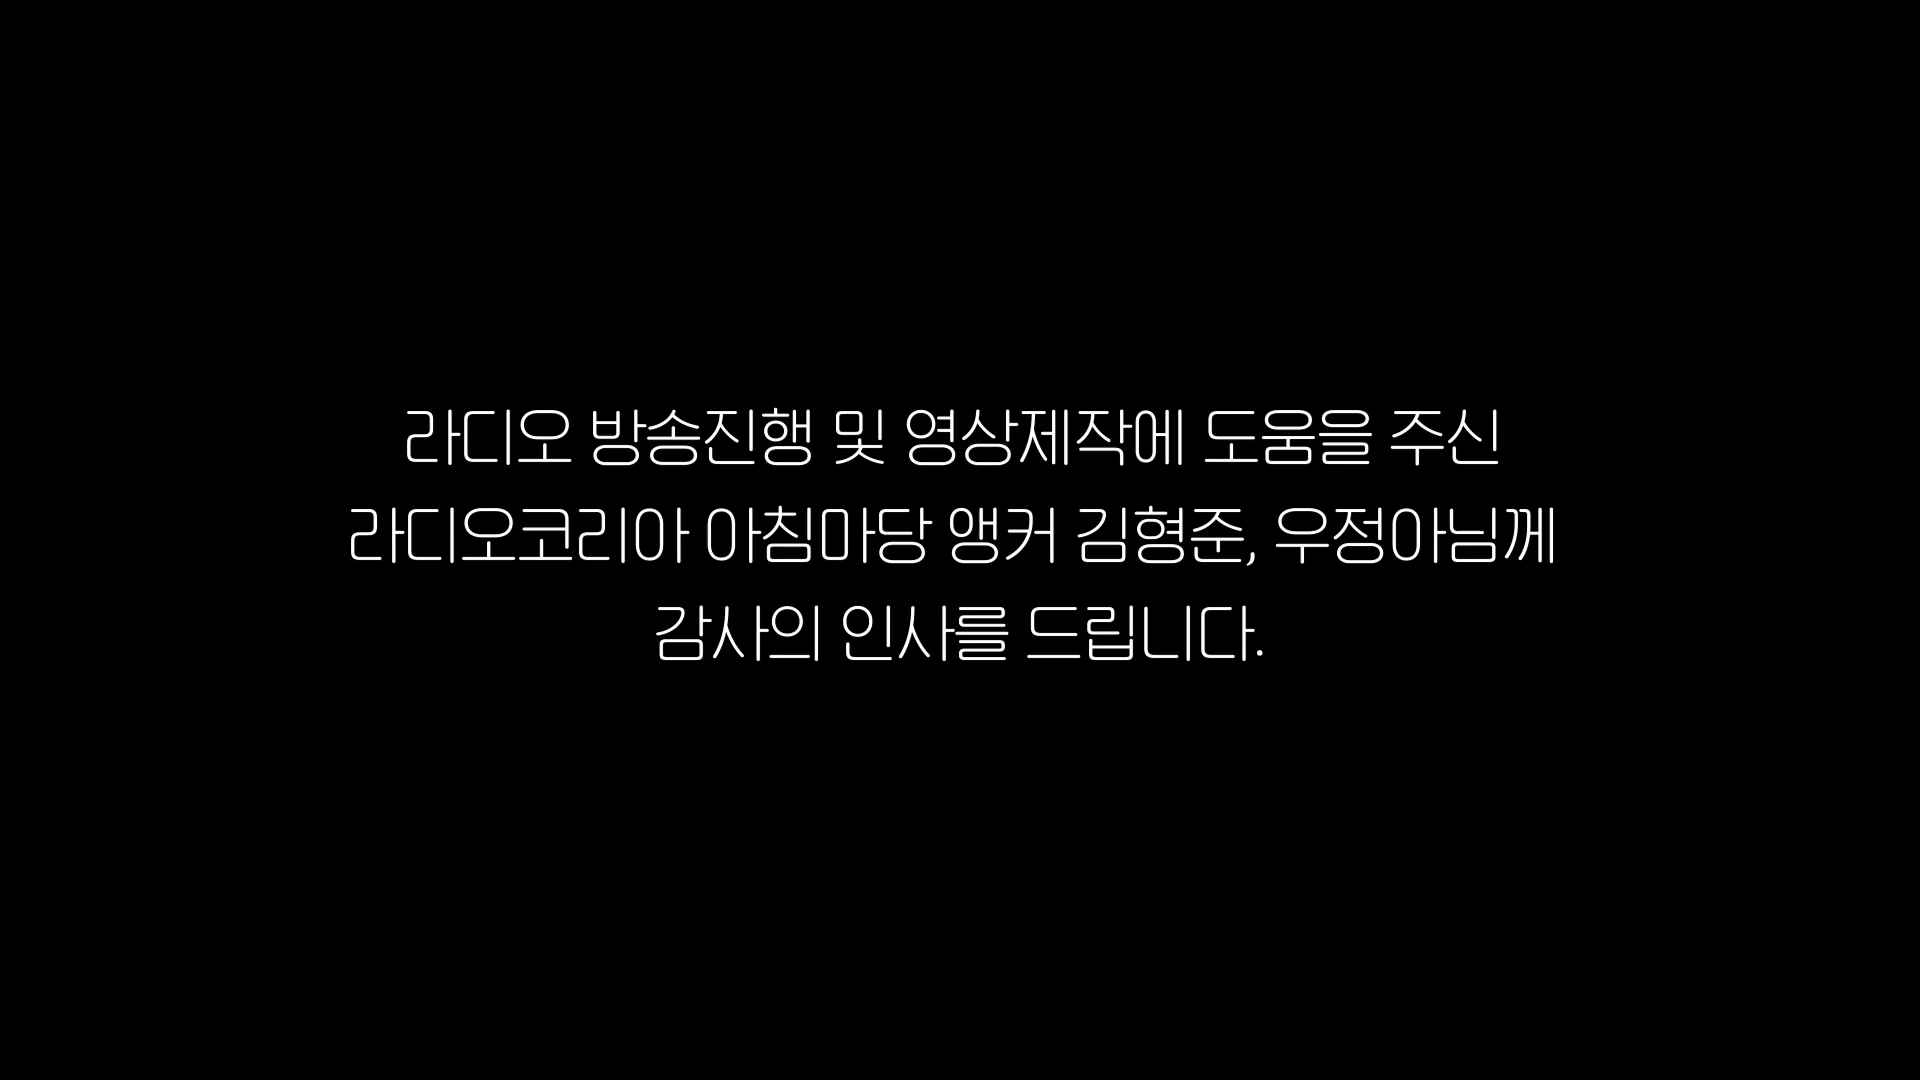 라디오 방송진행 및 영상제작에 도움을 주신
라디오코리아 아침마당 앵커 김형준, 우정아님께
감사의 인사를 드립니다.